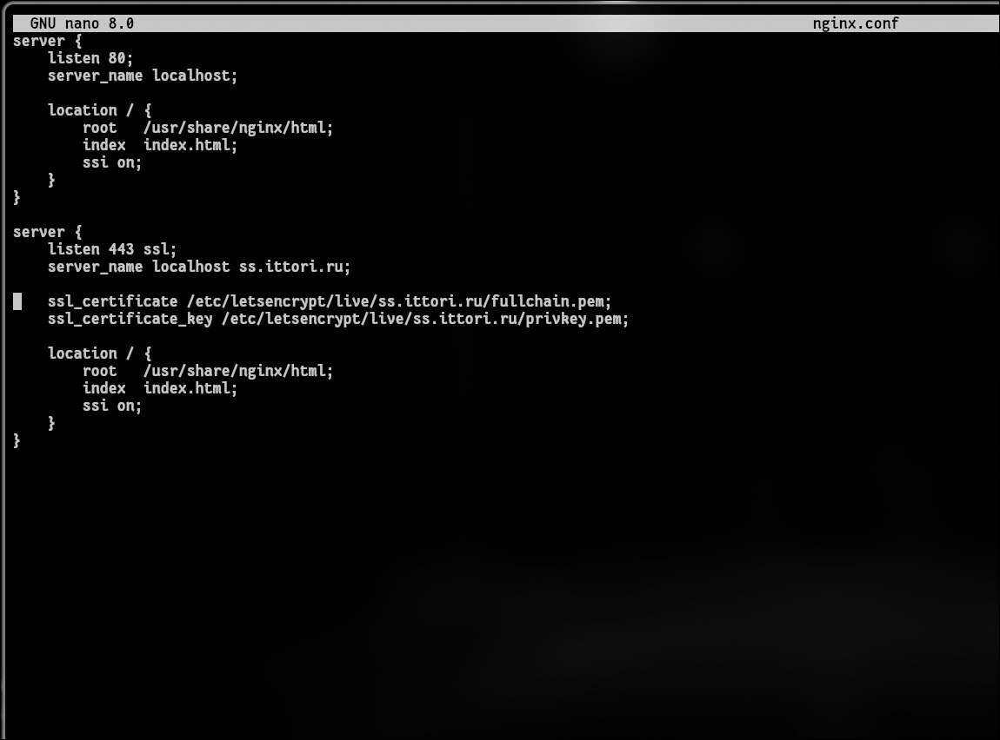 GNU nano 8.0 nginx.conf
server {
    listen 80;
    server_name localhost;

    location / {
        root   /usr/share/nginx/html;
        index  index.html;
        ssi on;
    }
}

server {
    listen 443 ssl;
    server_name localhost ss.ittori.ru;

    ssl_certificate /etc/letsencrypt/live/ss.ittori.ru/fullchain.pem;
    ssl_certificate_key /etc/letsencrypt/live/ss.ittori.ru/privkey.pem;

    location / {
        root   /usr/share/nginx/html;
        index  index.html;
        ssi on;
    }
}